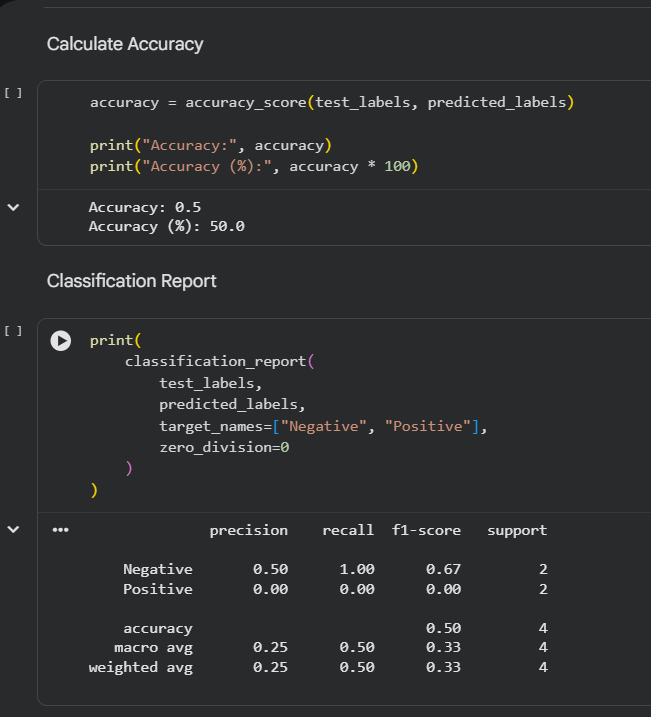 Calculate Accuracy
[ ]
accuracy = accuracy_score(test_labels, predicted_labels)
print("Accuracy:", accuracy)
print("Accuracy (%):", accuracy * 100)
Accuracy: 0.5
Accuracy (%): 50.0
Classification Report
[ ]
print(
    classification_report(
        test_labels,
        predicted_labels,
        target_names=["Negative", "Positive"],
        zero_division=0
    )
)
              precision    recall  f1-score   support
    Negative       0.50      1.00      0.67         2
    Positive       0.00      0.00      0.00         2
    accuracy                           0.50         4
   macro avg       0.25      0.50      0.33         4
weighted avg       0.25      0.50      0.33         4